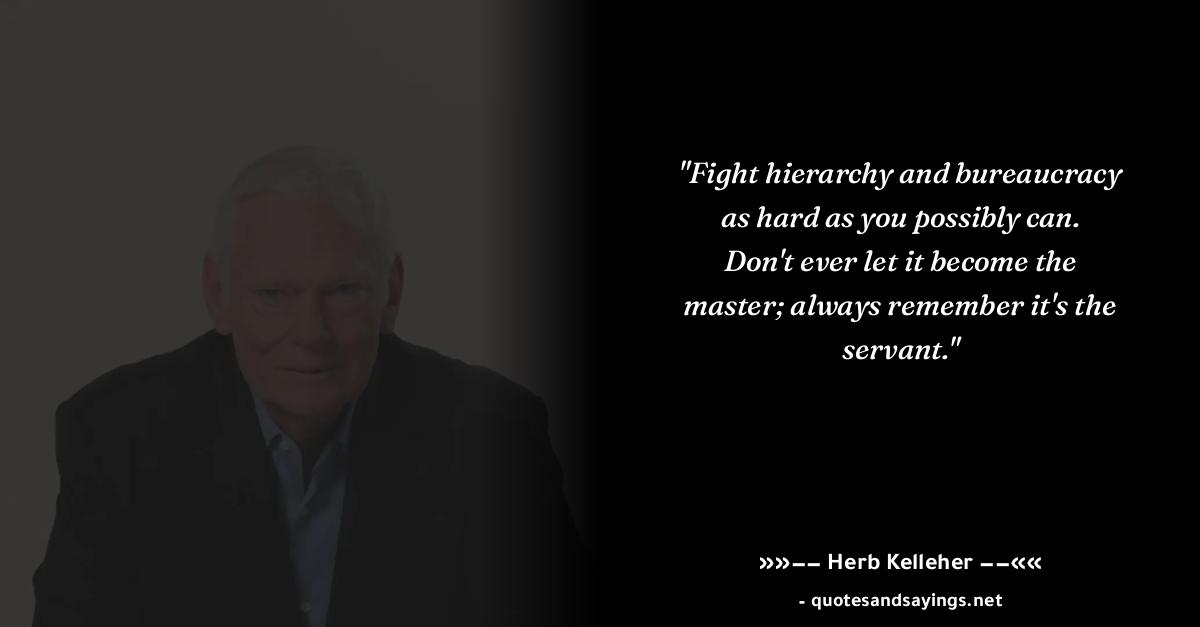 "Fight hierarchy and bureaucracy
as hard as you possibly can.
Don't ever let it become the
master; always remember it's the
servant."
»»–– Herb Kelleher ––««
- quotesandsayings.net